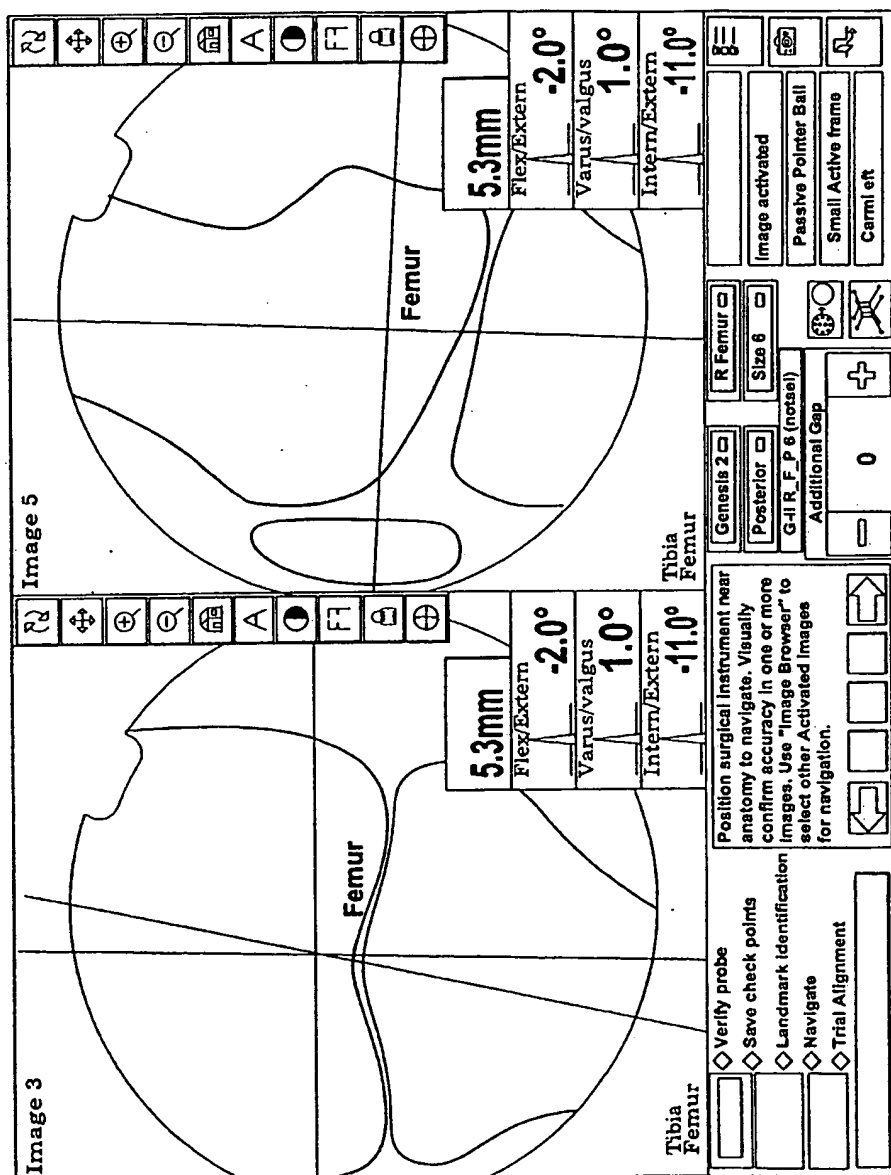 Image 3
Femur
5.3mm
Flex/Extern
-2.0°
Varus/valgus
1.0°
Intern/Extern
-11.0°
Tibia
Femur
A
Image 5
Femur
5.3mm
Flex/Extern
-2.0°
Varus/valgus
1.0°
Intern/Extern
-11.0°
Tibia
Femur
A
Verify probe
Save check points
Landmark identification
Navigate
Trial Alignment
Position surgical instrument near
anatomy to navigate. Visually
confirm accuracy in one or more
images. Use "Image Browser" to
select other Activated Images
for navigation.
Genesis 2
R Femur
Posterior
Size 6
G-II R_F_P 6 (notsel)
Additional Gap
0
Image activated
Passive Pointer Ball
Small Active frame
Carml eft